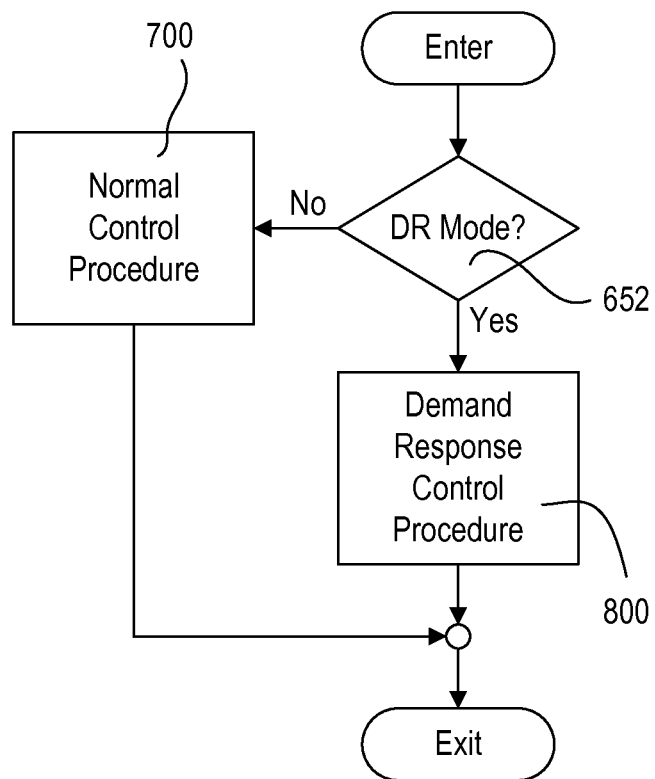 700
Enter
Normal
Control
Procedure
No
DR Mode?
652
Yes
Demand
Response
Control
Procedure
800
Exit